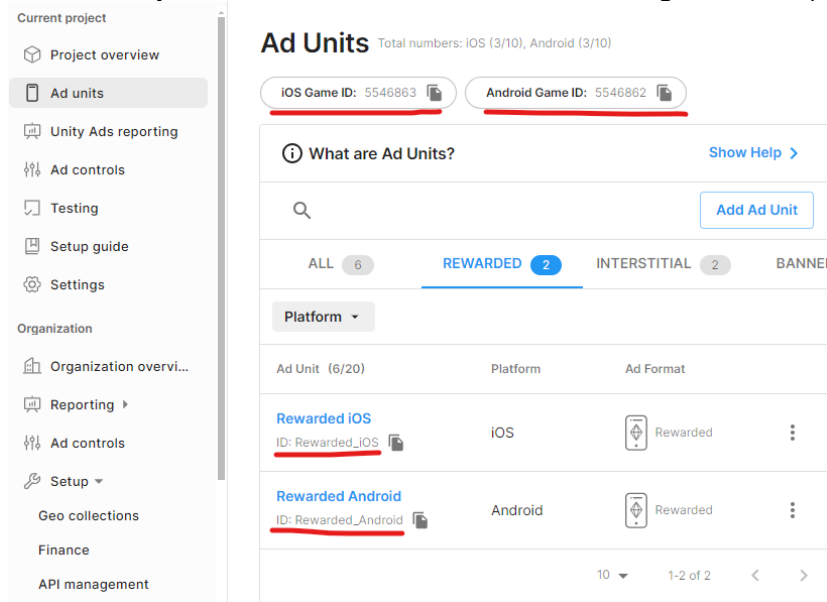 Current project
Project overview
Ad units
Unity Ads reporting
Ad controls
Testing
Setup guide
Settings
Organization
Organization overvi...
Reporting
Ad controls
Setup
Geo collections
Finance
API management
Ad Units Total numbers: iOS (3/10), Android (3/10)
iOS Game ID: 5546863 Android Game ID: 5546862
What are Ad Units? Show Help
Add Ad Unit
ALL 6 REWARDED 2 INTERSTITIAL 2 BANNE
Platform
Ad Unit (6/20) Platform Ad Format
Rewarded iOS
ID: Rewarded_iOS iOS Rewarded
Rewarded Android
ID: Rewarded_Android Android Rewarded
10 1-2 of 2